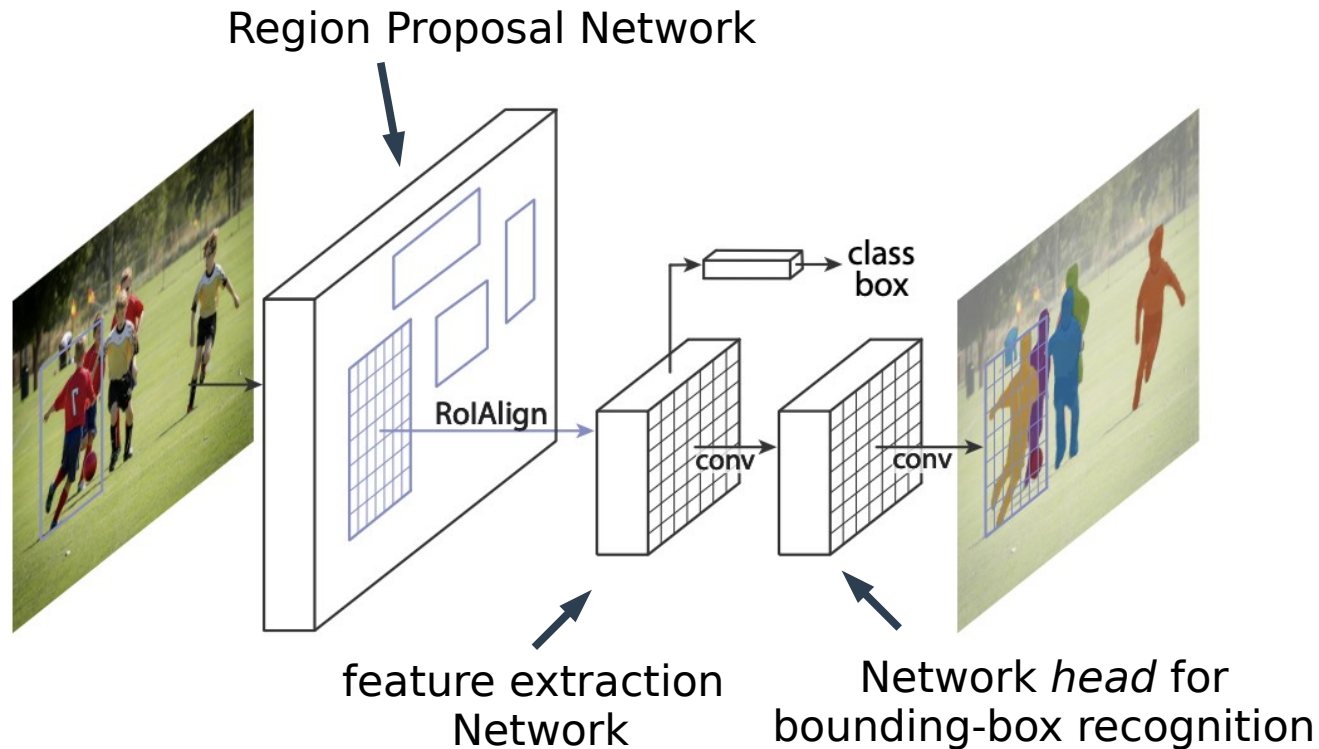 Region Proposal Network
class
box
RoIAlign
conv
conv
feature extraction
Network
Network head for
bounding-box recognition